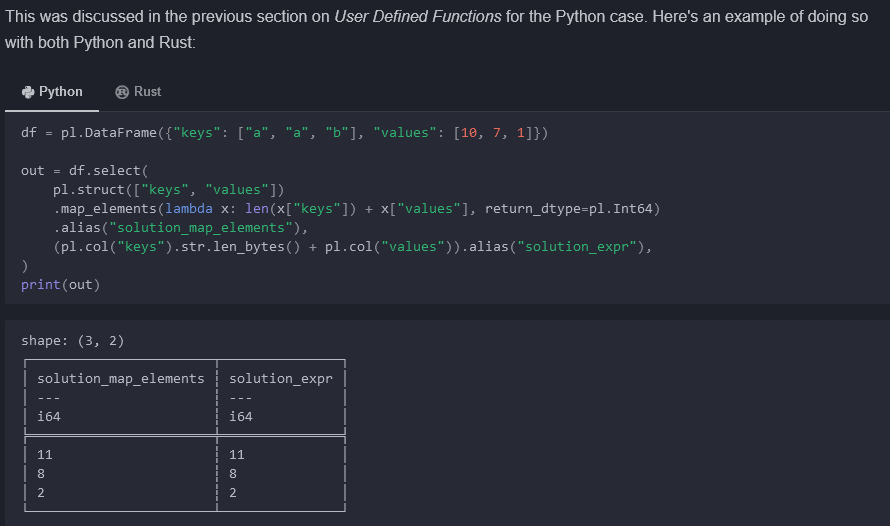 This was discussed in the previous section on User Defined Functions for the Python case. Here's an example of doing so
with both Python and Rust:
Python Rust
df = pl.DataFrame({"keys": ["a", "a", "b"], "values": [10, 7, 1]})
out = df.select(
    pl.struct(["keys", "values"])
    .map_elements(lambda x: len(x["keys"]) + x["values"], return_dtype=pl.Int64)
    .alias("solution_map_elements"),
    (pl.col("keys").str.len_bytes() + pl.col("values")).alias("solution_expr"),
)
print(out)
shape: (3, 2)
solution_map_elements solution_expr
--- ---
i64 i64
11 11
8 8
2 2